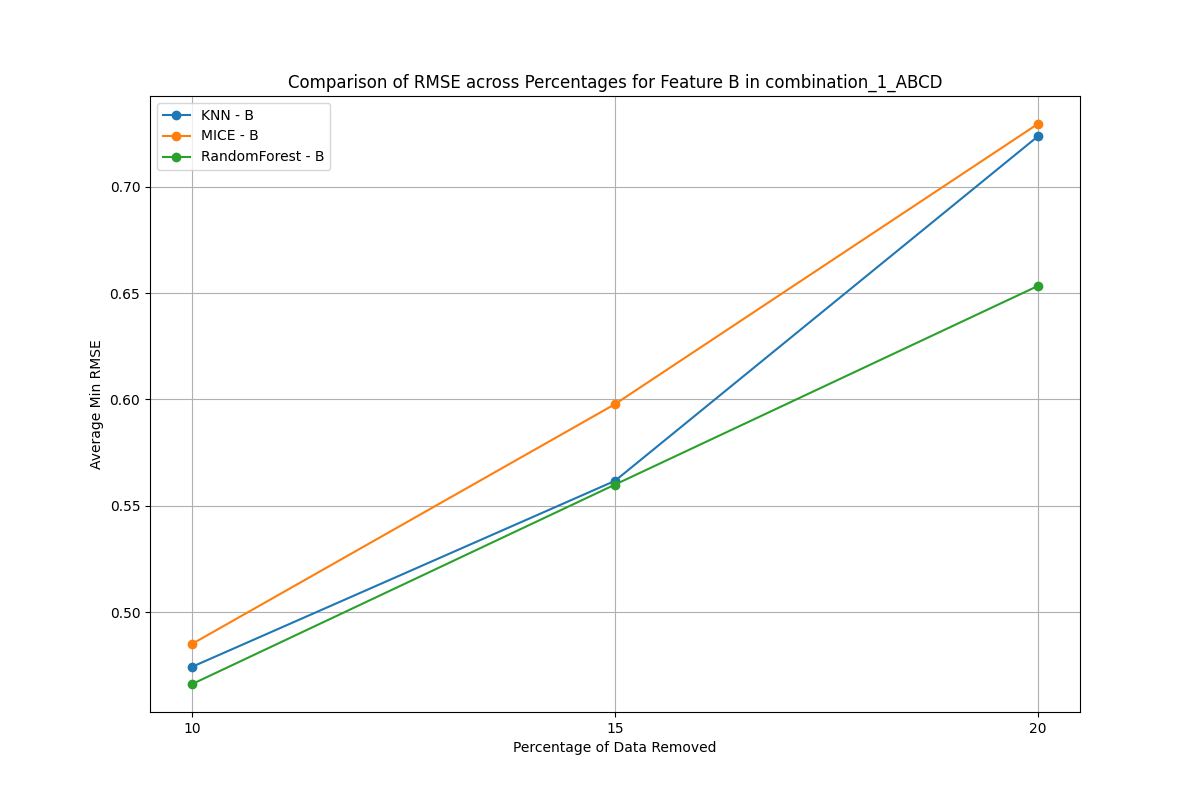 Comparison of RMSE across Percentages for Feature B in combination_1_ABCD
KNN - B
MICE - B
RandomForest - B
0.70
0.65
0.60
0.55
0.50
Average Min RMSE
10
15
20
Percentage of Data Removed